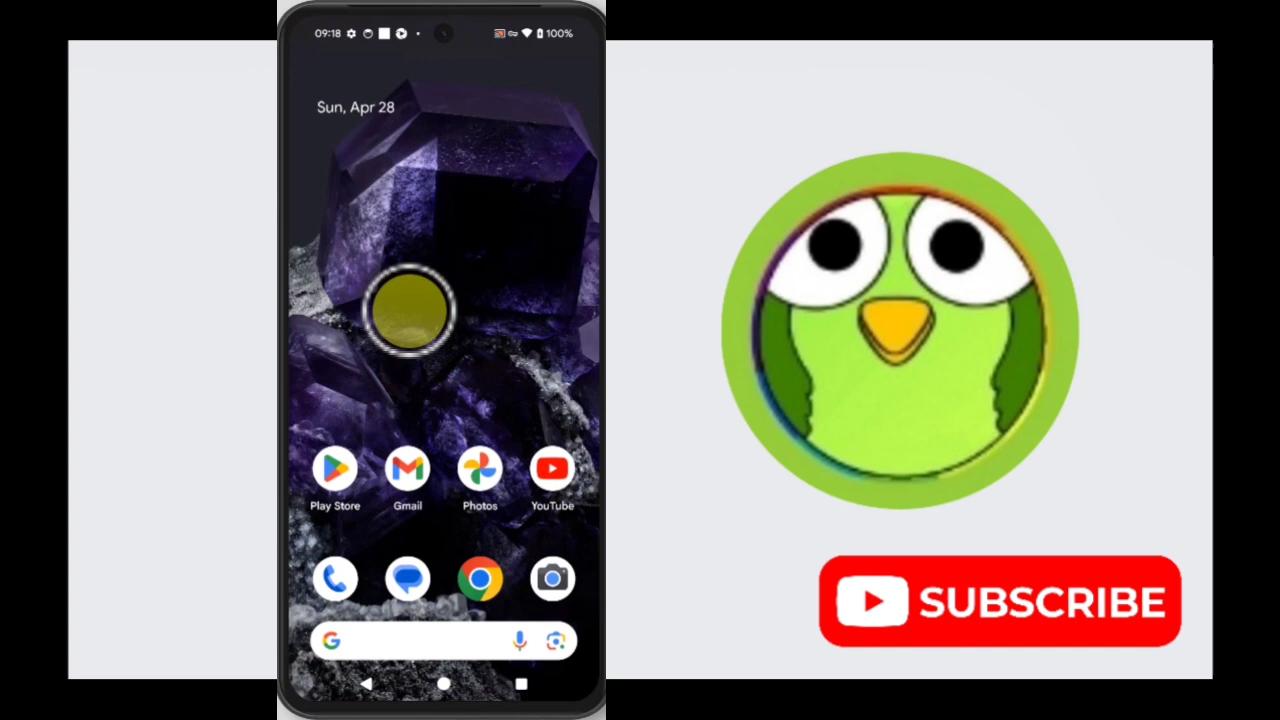 09:18
100%
Sun, Apr 28
Play Store
Gmail
Photos
YouTube
SUBSCRIBE